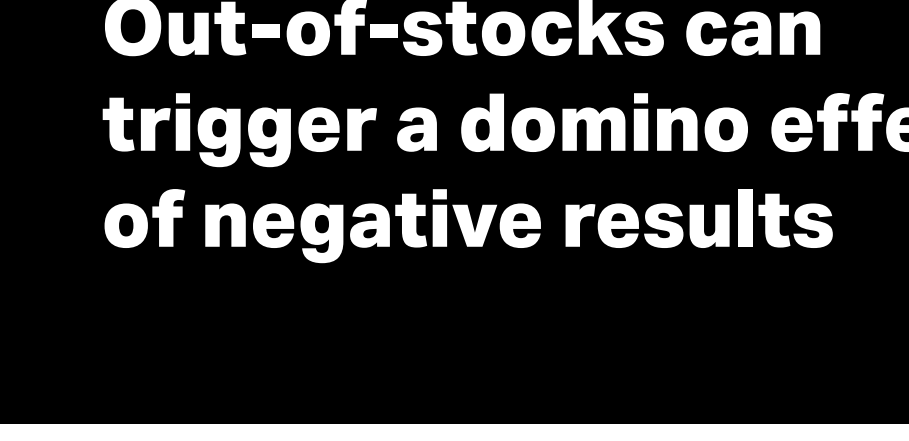 Out-of-stocks can
trigger a domino effe
of negative results